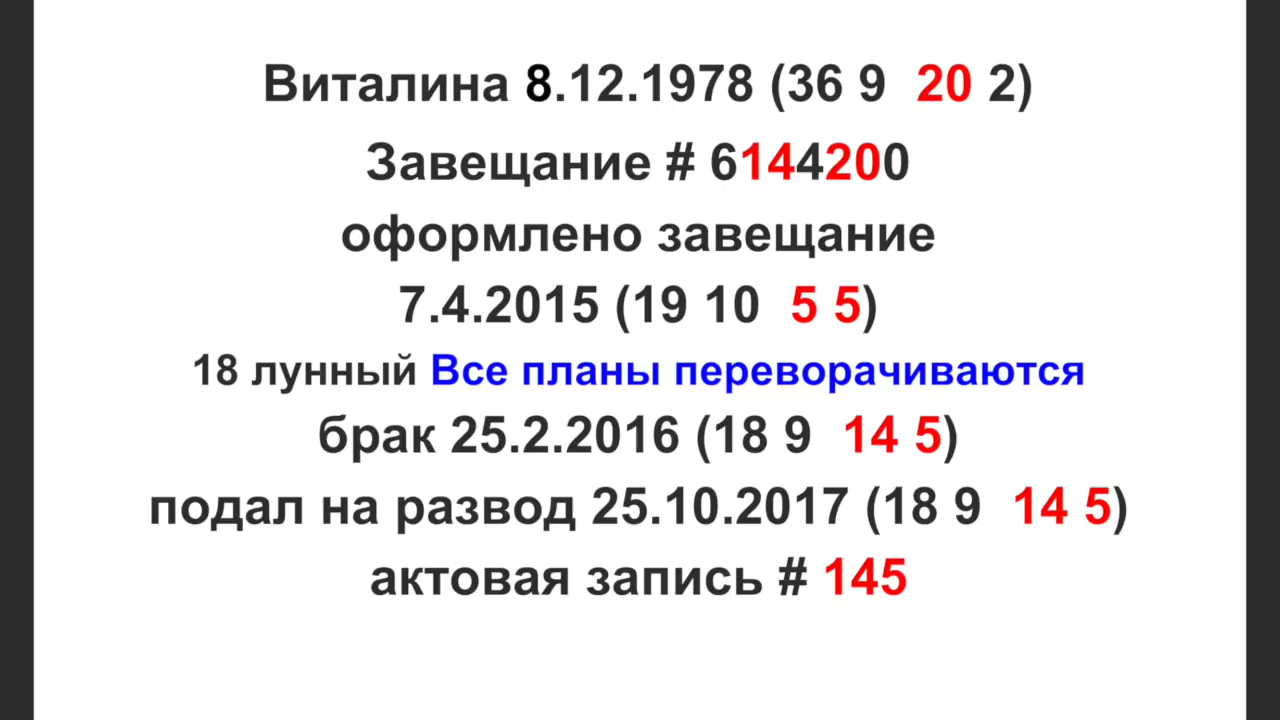 Виталина 8.12.1978 (36 9 20 2)
Завещание # 6144200
оформлено завещание
7.4.2015 (19 10 5 5)
18 лунный Все планы переворачиваются
брак 25.2.2016 (18 9 14 5)
подал на развод 25.10.2017 (18 9 14 5)
актовая запись # 145